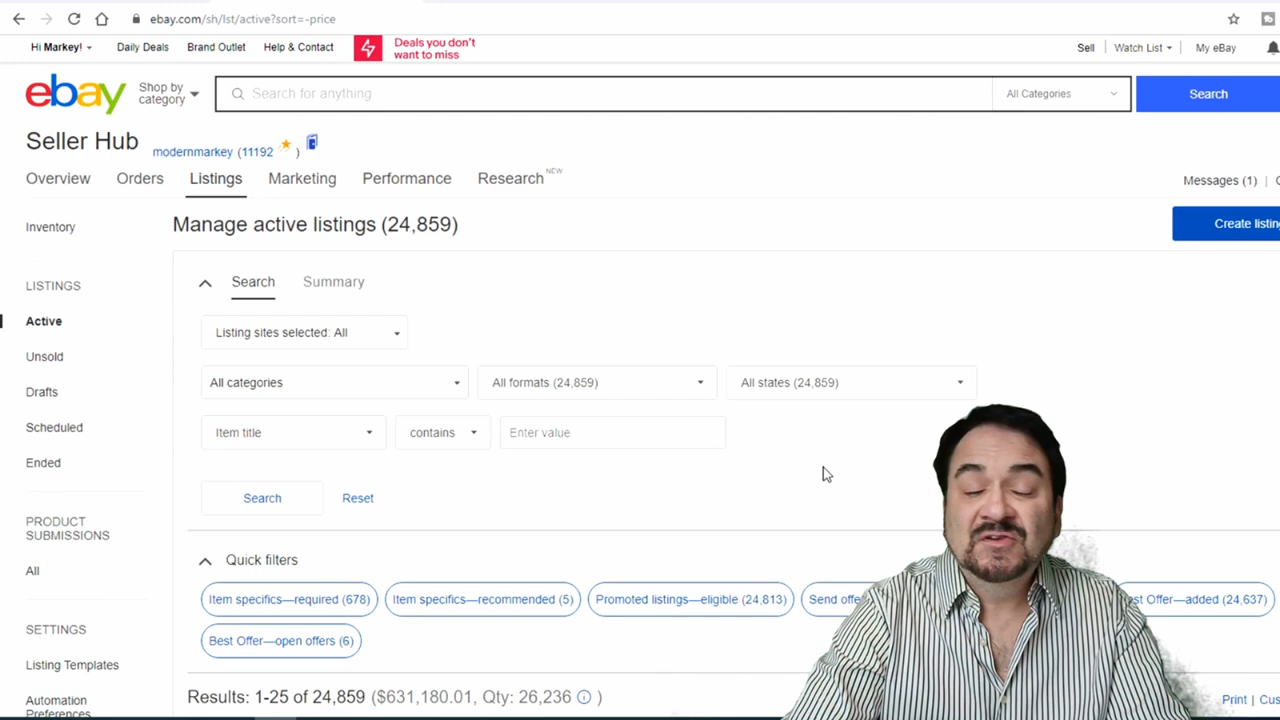 ebay.com/sh/lst/active?sort=-price
Hi Markey!
Daily Deals
Brand Outlet
Help & Contact
Deals you don't
want to miss
Sell
Watch List
My eBay
ebay
Shop by
category
Search for anything
All Categories
Search
Seller Hub
modernmarkey (11192 )
Overview
Orders
Listings
Marketing
Performance
Research NEW
Messages (1)
Inventory
Manage active listings (24,859)
Create listing
LISTINGS
Search
Summary
Active
Listing sites selected: All
Unsold
All categories
All formats (24,859)
All states (24,859)
Drafts
Scheduled
Item title
contains
Enter value
Ended
Search
Reset
PRODUCT
SUBMISSIONS
Quick filters
All
Item specifics—required (678)
Item specifics—recommended (5)
Promoted listings—eligible (24,813)
Send offe
est Offer—added (24,637)
SETTINGS
Best Offer—open offers (6)
Listing Templates
Results: 1-25 of 24,859 ($631,180.01, Qty: 26,236 )
Print | Cus
Automation
Preferences